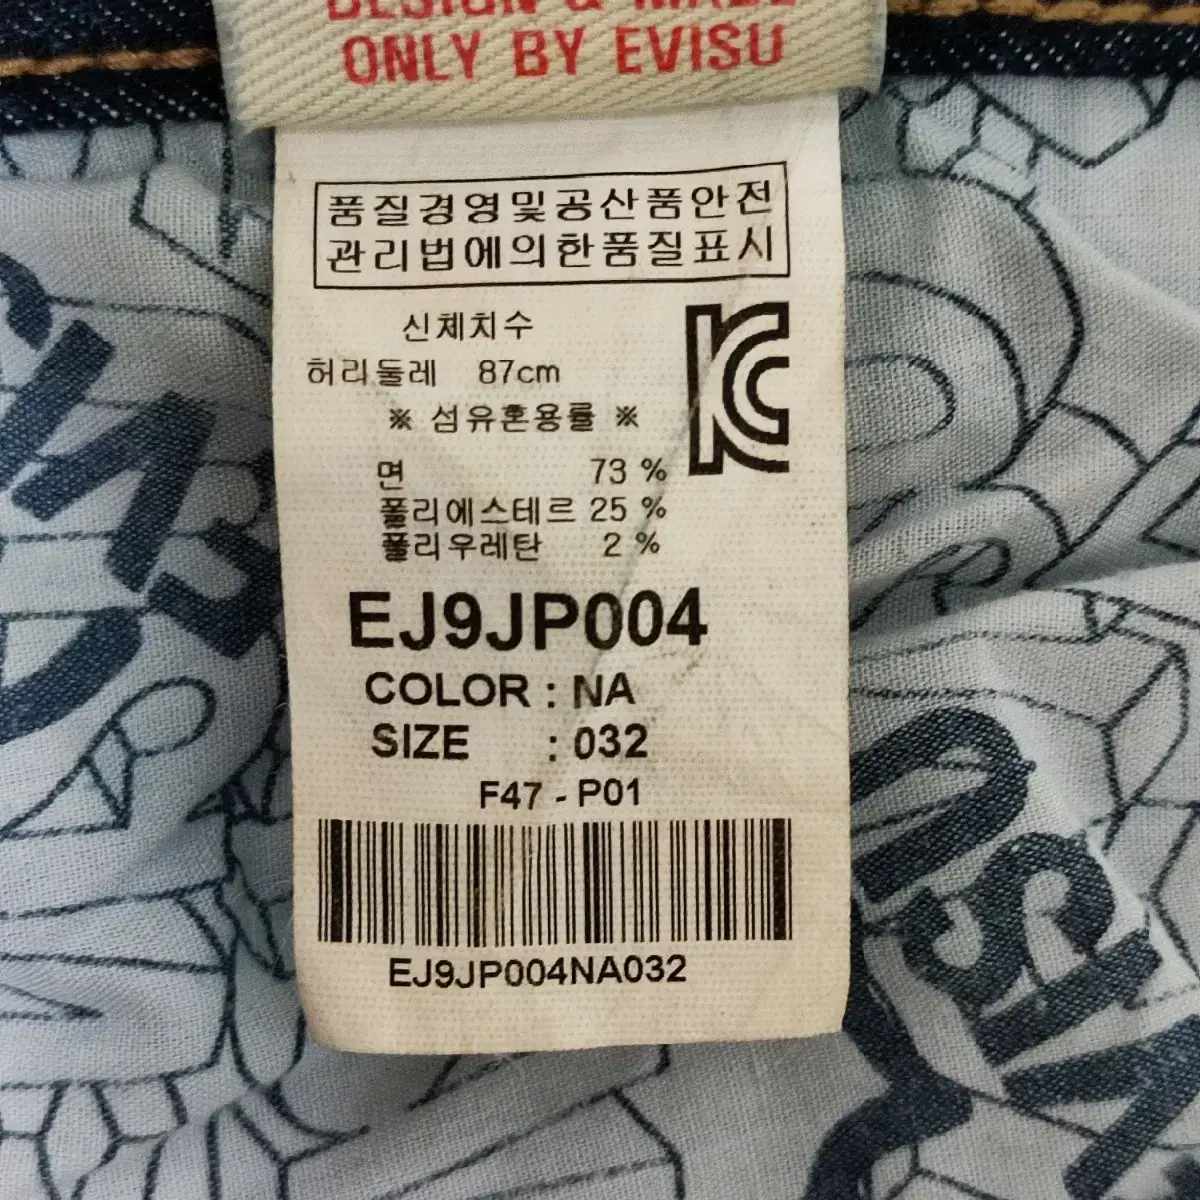 DESIGN & MADE
ONLY BY EVISU
품질경영및공산품안전
관리법에의한품질표시
신체치수
허리둘레 87cm
※ 섬유혼용률 ※
면 73 %
폴리에스테르 25 %
폴리우레탄 2 %
EJ9JP004
COLOR : NA
SIZE : 032
F47 - P01
EJ9JP004NA032